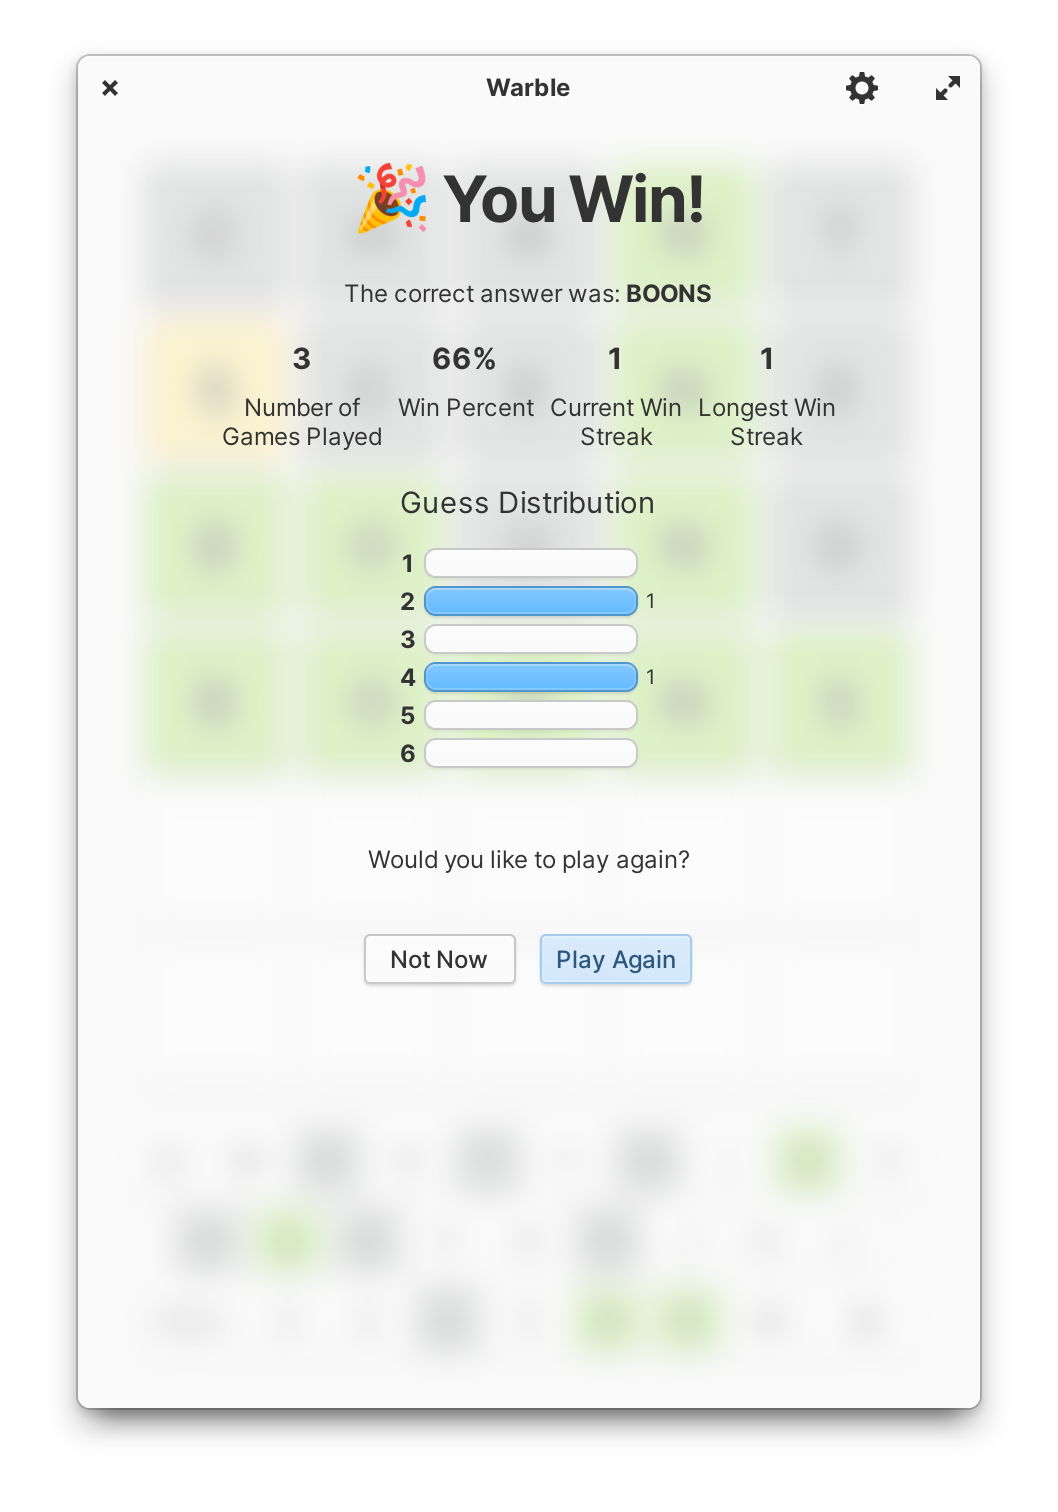 Warble
You Win!
The correct answer was: BOONS
3 66% 1 1
Number of Games Played
Win Percent
Current Win Streak
Longest Win Streak
Guess Distribution
1
2 1
3
4 1
5
6
Would you like to play again?
Not Now Play Again